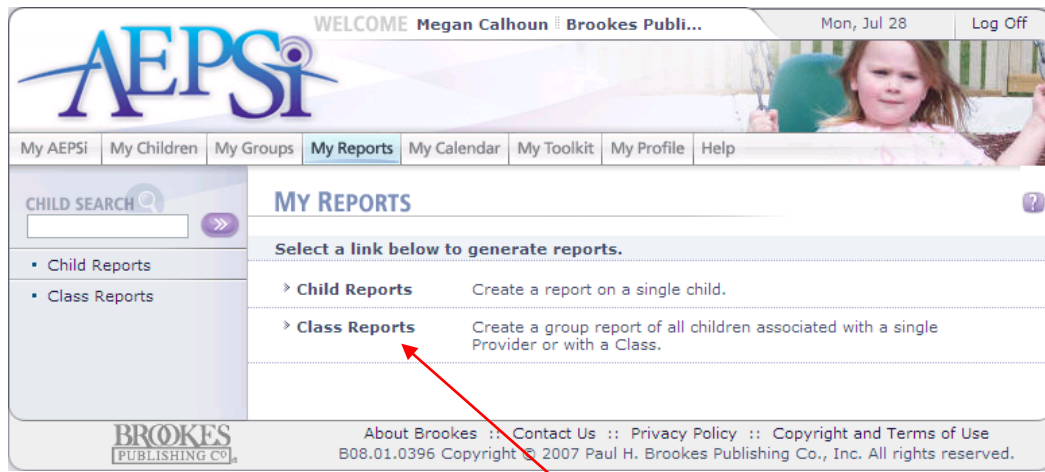 AEPSi
WELCOME Megan Calhoun Brookes Publi... Mon, Jul 28 Log Off
My AEPSi My Children My Groups My Reports My Calendar My Toolkit My Profile Help
CHILD SEARCH
MY REPORTS
?
Select a link below to generate reports.
▪ Child Reports
▪ Class Reports
Child Reports Create a report on a single child.
Class Reports Create a group report of all children associated with a single
Provider or with a Class.
BROOKES
PUBLISHING Co
About Brookes :: Contact Us :: Privacy Policy :: Copyright and Terms of Use
B08.01.0396 Copyright © 2007 Paul H. Brookes Publishing Co., Inc. All rights reserved.